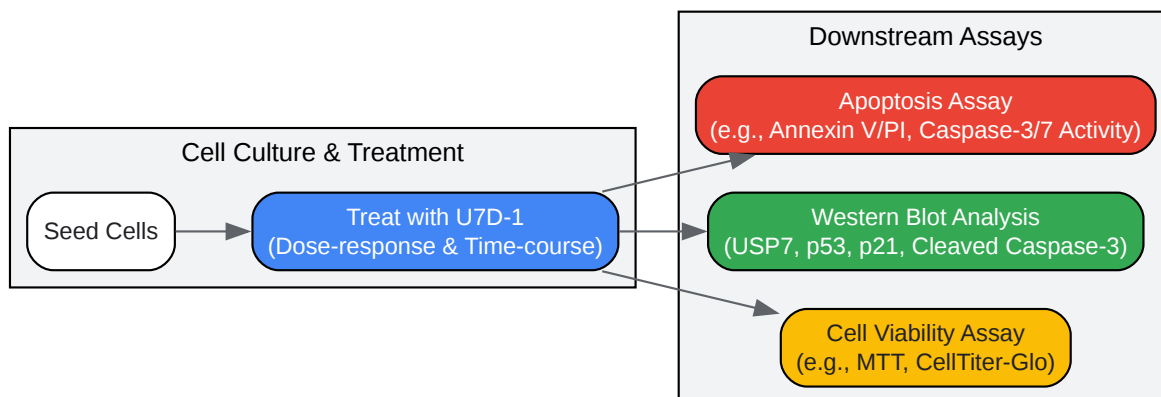 Cell Culture & Treatment
Seed Cells
Treat with U7D-1
(Dose-response & Time-course)
Downstream Assays
Apoptosis Assay
(e.g., Annexin V/PI, Caspase-3/7 Activity)
Western Blot Analysis
(USP7, p53, p21, Cleaved Caspase-3)
Cell Viability Assay
(e.g., MTT, CellTiter-Glo)